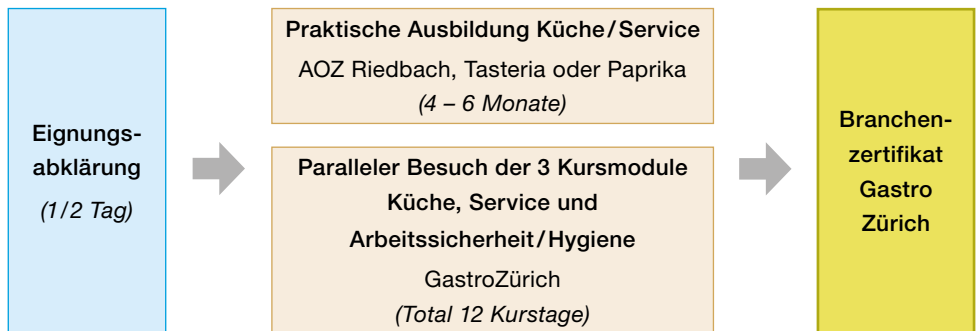 Eignungs-
abklärung
(1/2 Tag)
Praktische Ausbildung Küche/Service
AOZ Riedbach, Tasteria oder Paprika
(4 – 6 Monate)
Paralleler Besuch der 3 Kursmodule
Küche, Service und
Arbeitssicherheit/Hygiene
GastroZürich
(Total 12 Kurstage)
Branchen-
zertifikat
Gastro
Zürich